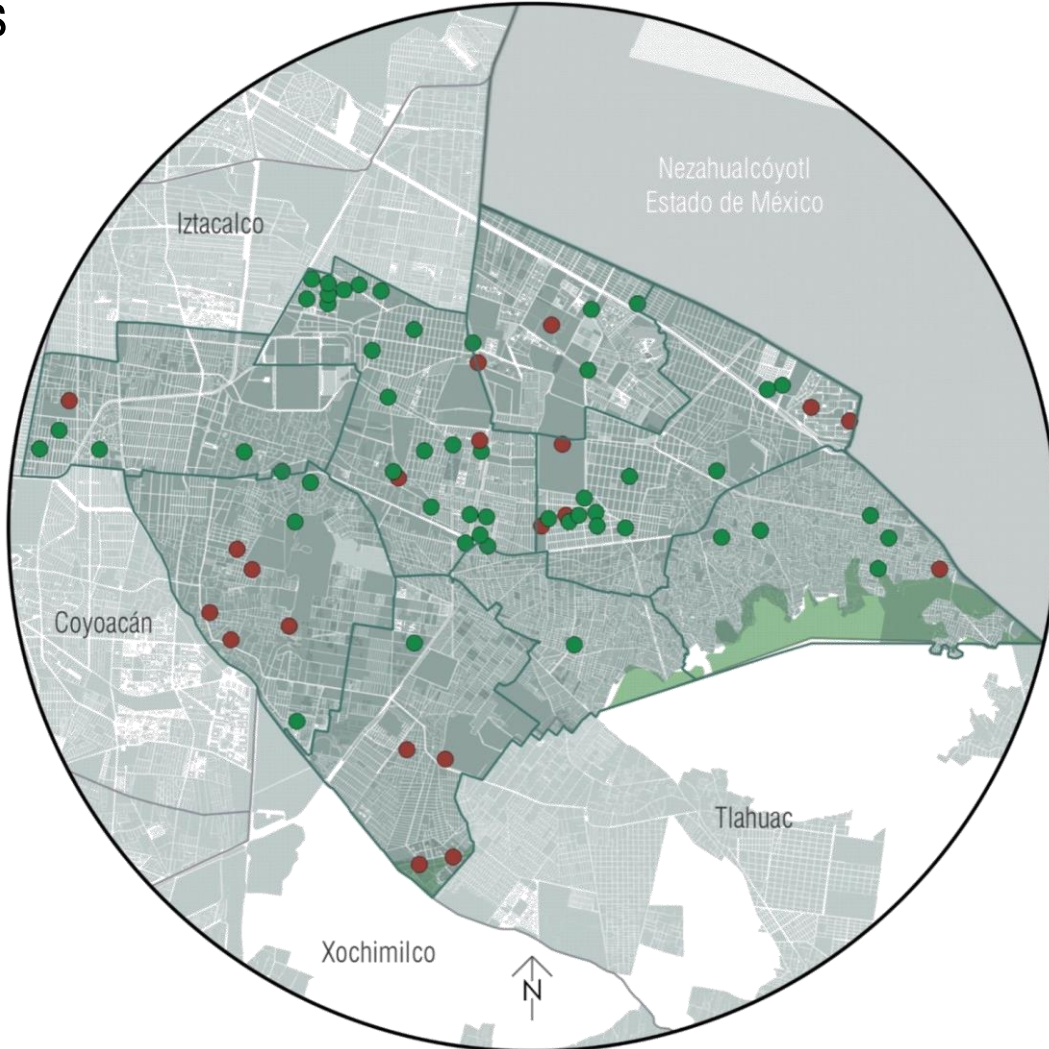 s
Nezahualcóyotl
Estado de México
Iztacalco
Coyoacán
Tlahuac
Xochimilco
N